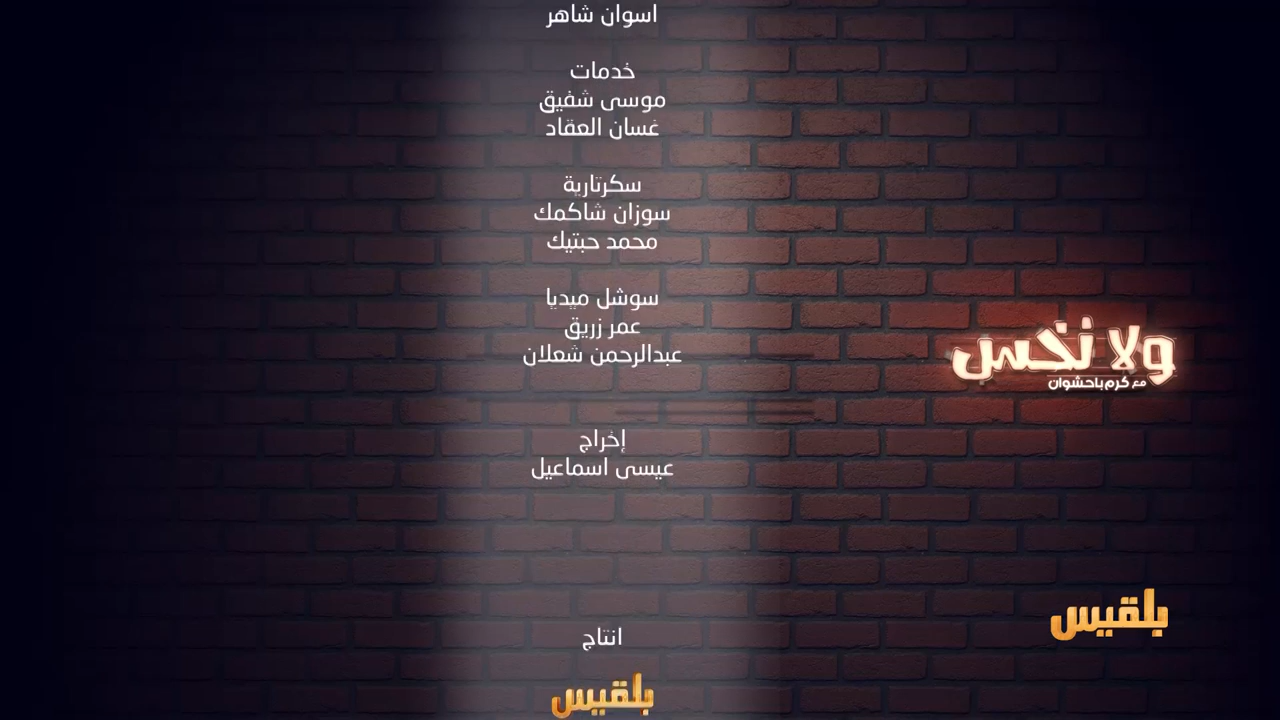 اسوان شاهر
خدمات
موسى شفيق
غسان العقاد
سكرتارية
سوزان شاكمك
محمد حبتيك
سوشل ميديا
عمر زريق
عبدالرحمن شعلان
إخراج
عيسى اسماعيل
انتاج
بلقيس
ولا نخس
مع كرم باحشوان
بلقيس